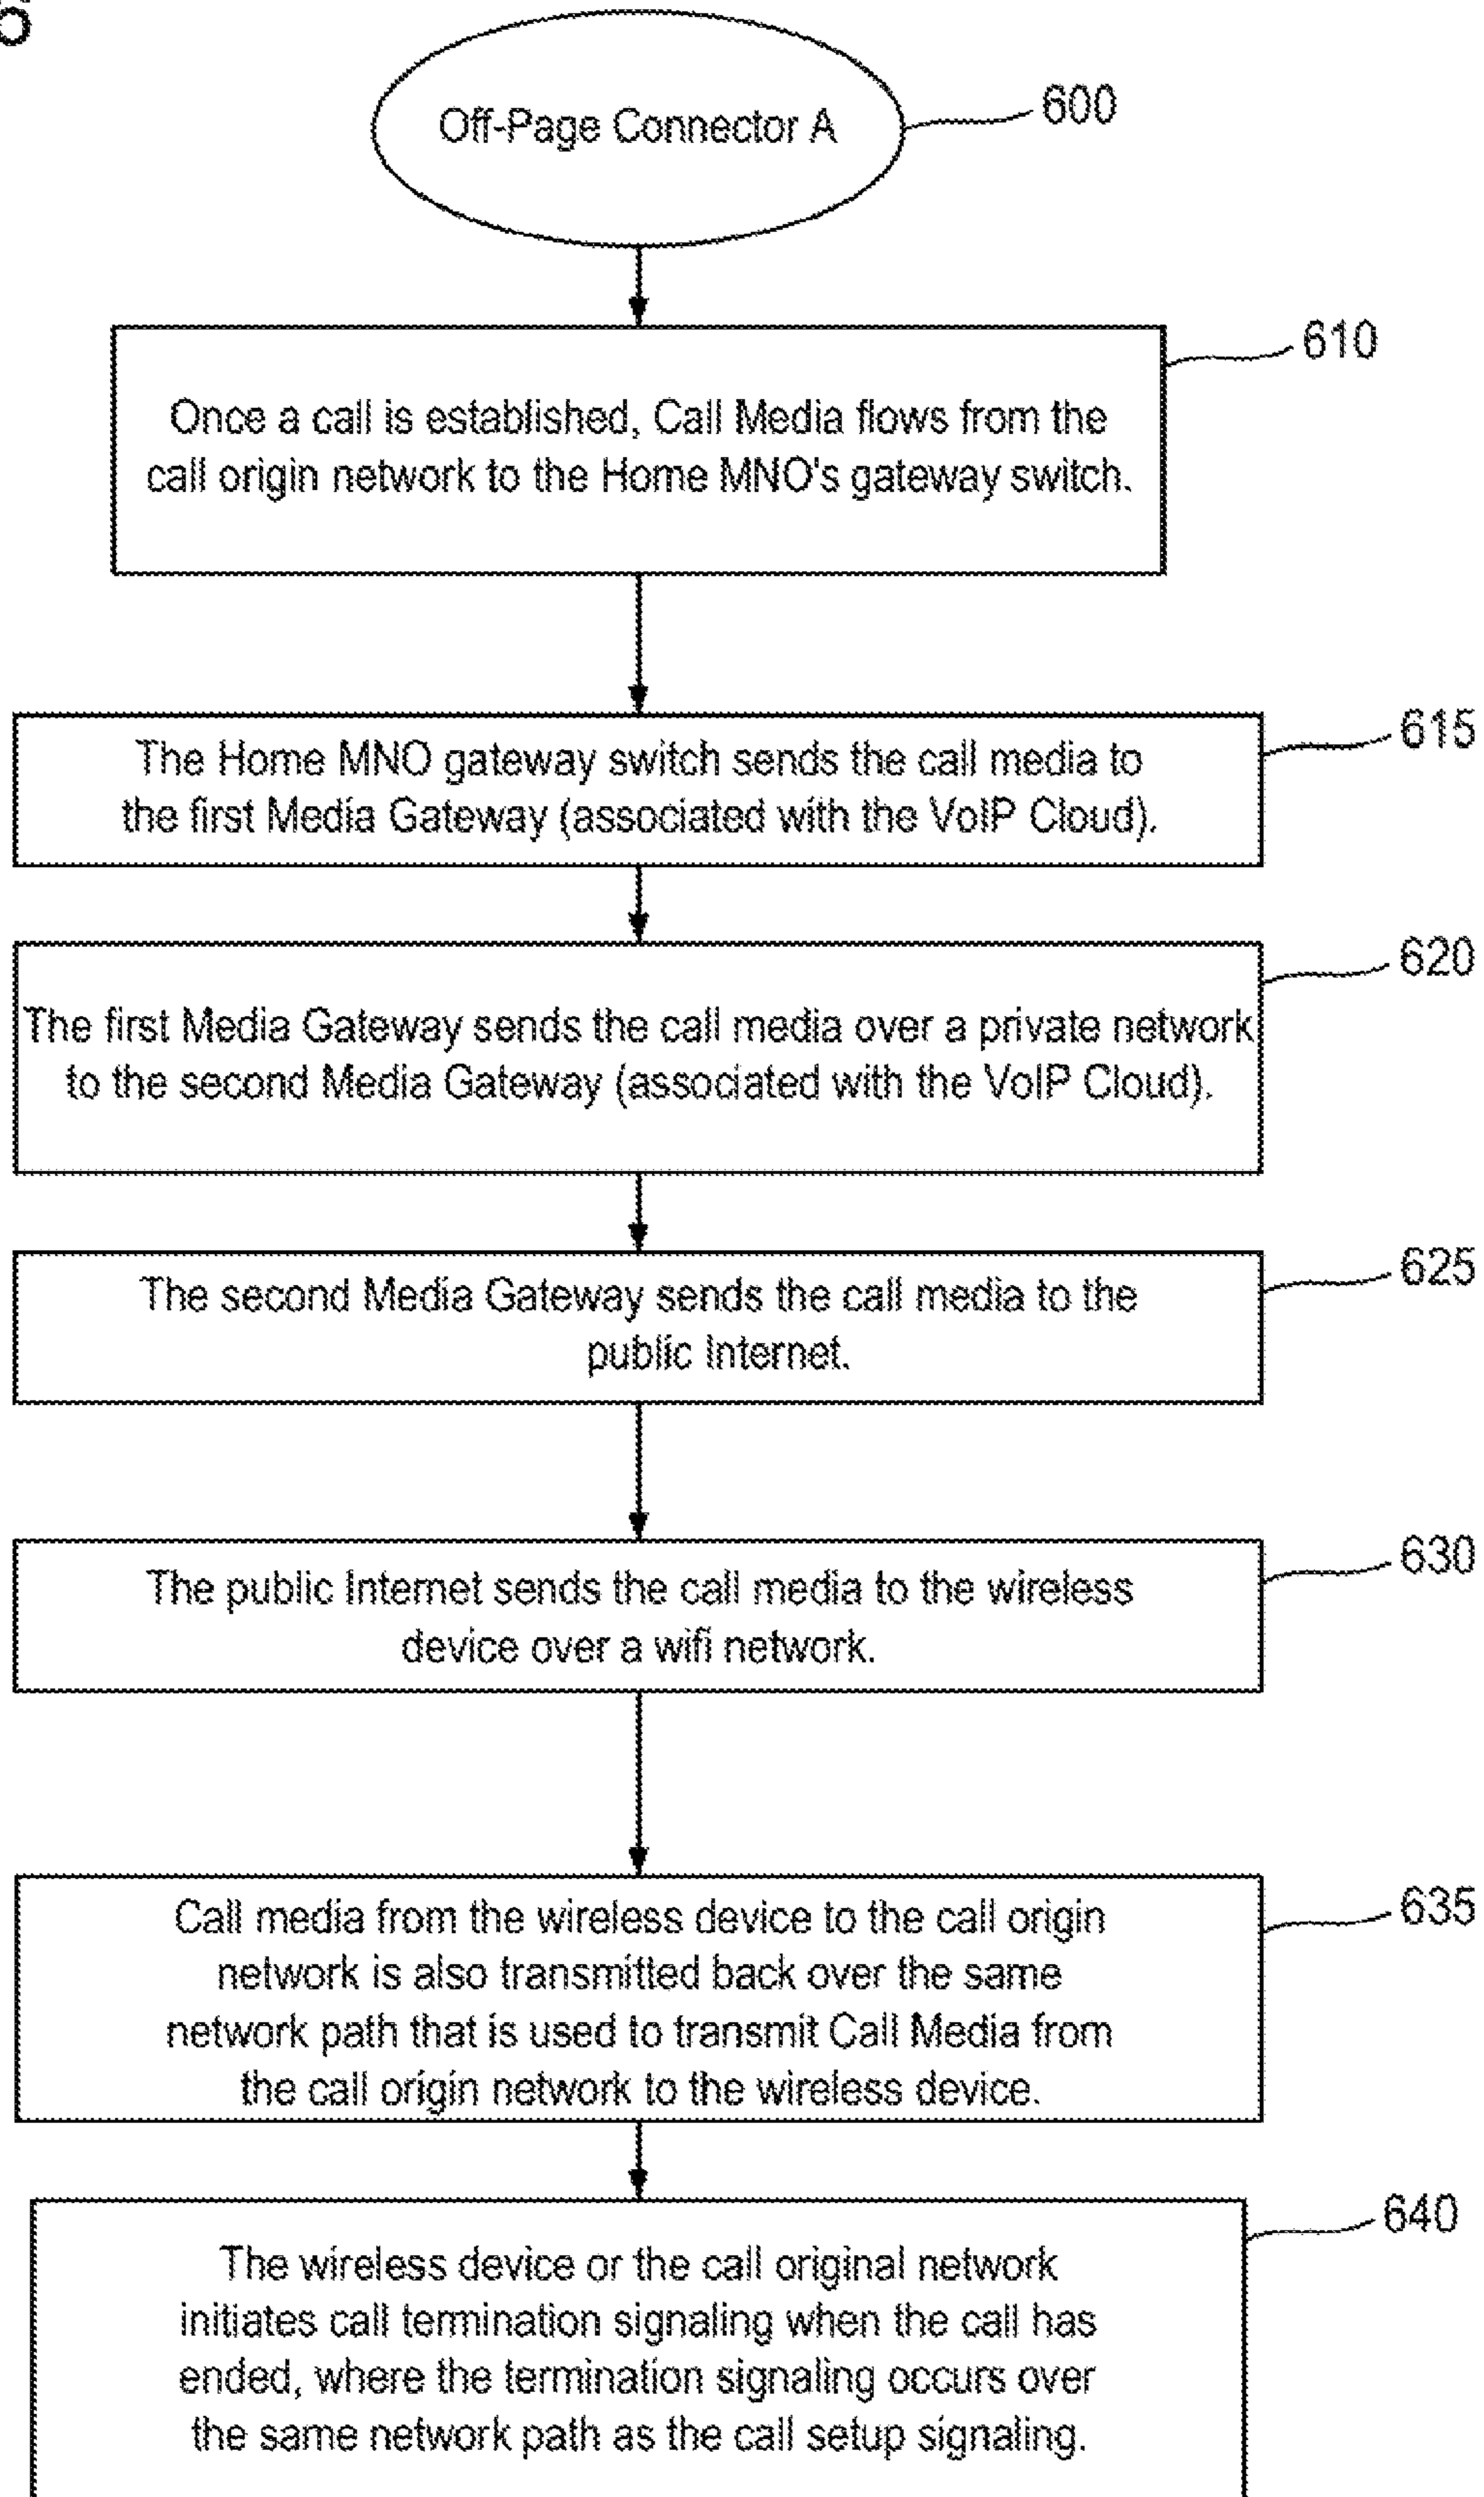 Off-Page Connector A
600
610
Once a call is established, Call Media flows from the
call origin network to the Home MNO's gateway switch.
615
The Home MNO gateway switch sends the call media to
the first Media Gateway (associated with the VoIP Cloud).
620
The first Media Gateway sends the call media over a private network
to the second Media Gateway (associated with the VoIP Cloud).
625
The second Media Gateway sends the call media to the
public Internet.
630
The public Internet sends the call media to the wireless
device over a wifi network.
635
Call media from the wireless device to the call origin
network is also transmitted back over the same
network path that is used to transmit Call Media from
the call origin network to the wireless device.
640
The wireless device or the call original network
initiates call termination signaling when the call has
ended, where the termination signaling occurs over
the same network path as the call setup signaling.